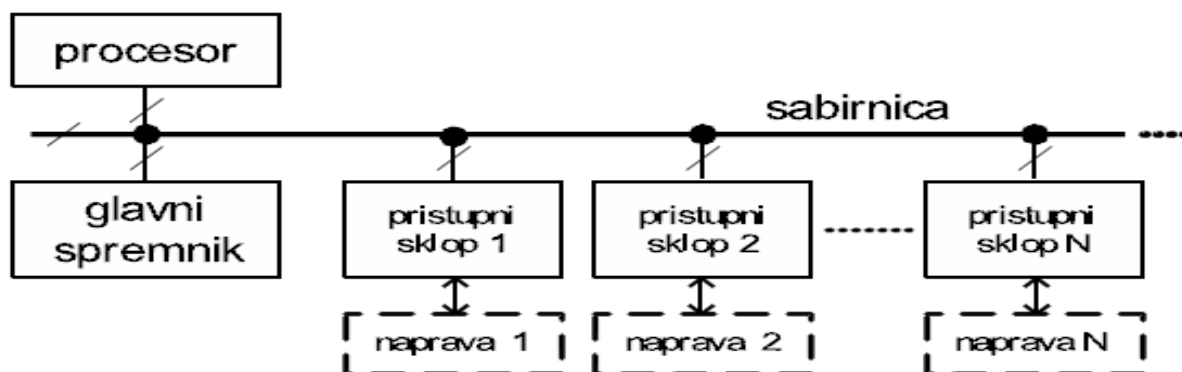 procesor
sabirnica
glavni
spremnik
pristupni
sklop 1
pristupni
sklop 2
pristupni
sklop N
naprava 1
naprava 2
naprava N